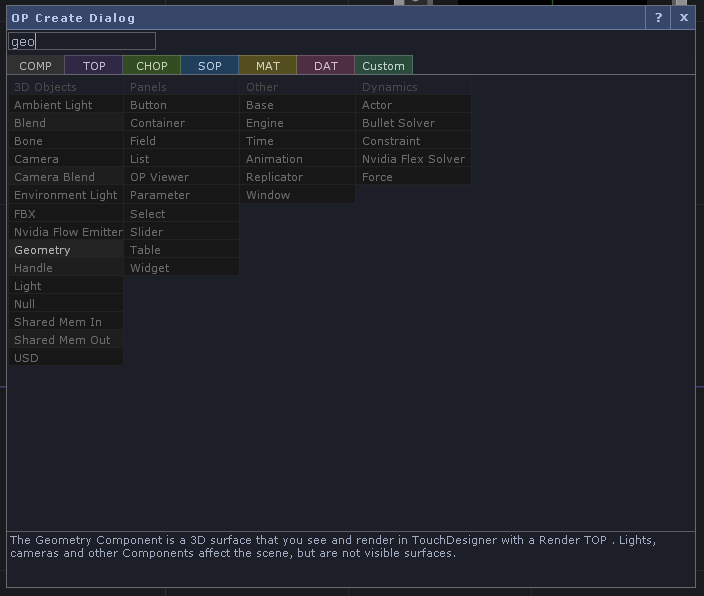 OP Create Dialog ? x
geo
COMP TOP CHOP SOP MAT DAT Custom
3D Objects Panels Other Dynamics
Ambient Light Button Base Actor
Blend Container Engine Bullet Solver
Bone Field Time Constraint
Camera List Animation Nvidia Flex Solver
Camera Blend OP Viewer Replicator Force
Environment Light Parameter Window
FBX Select
Nvidia Flow Emitter Slider
Geometry Table
Handle Widget
Light
Null
Shared Mem In
Shared Mem Out
USD
The Geometry Component is a 3D surface that you see and render in TouchDesigner with a Render TOP . Lights,
cameras and other Components affect the scene, but are not visible surfaces.